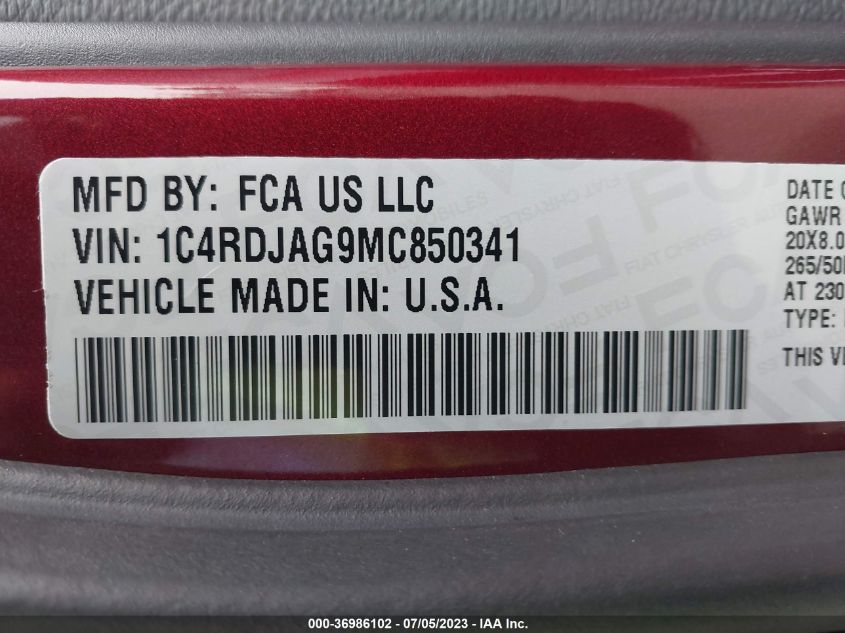 MFD BY: FCA US LLC
VIN: 1C4RDJAG9MC850341
VEHICLE MADE IN: U.S.A.
DATE
GAWR
20X8.0
265/50
AT 230
TYPE:
THIS
000-36986102 - 07/05/2023 - © IAA Inc.